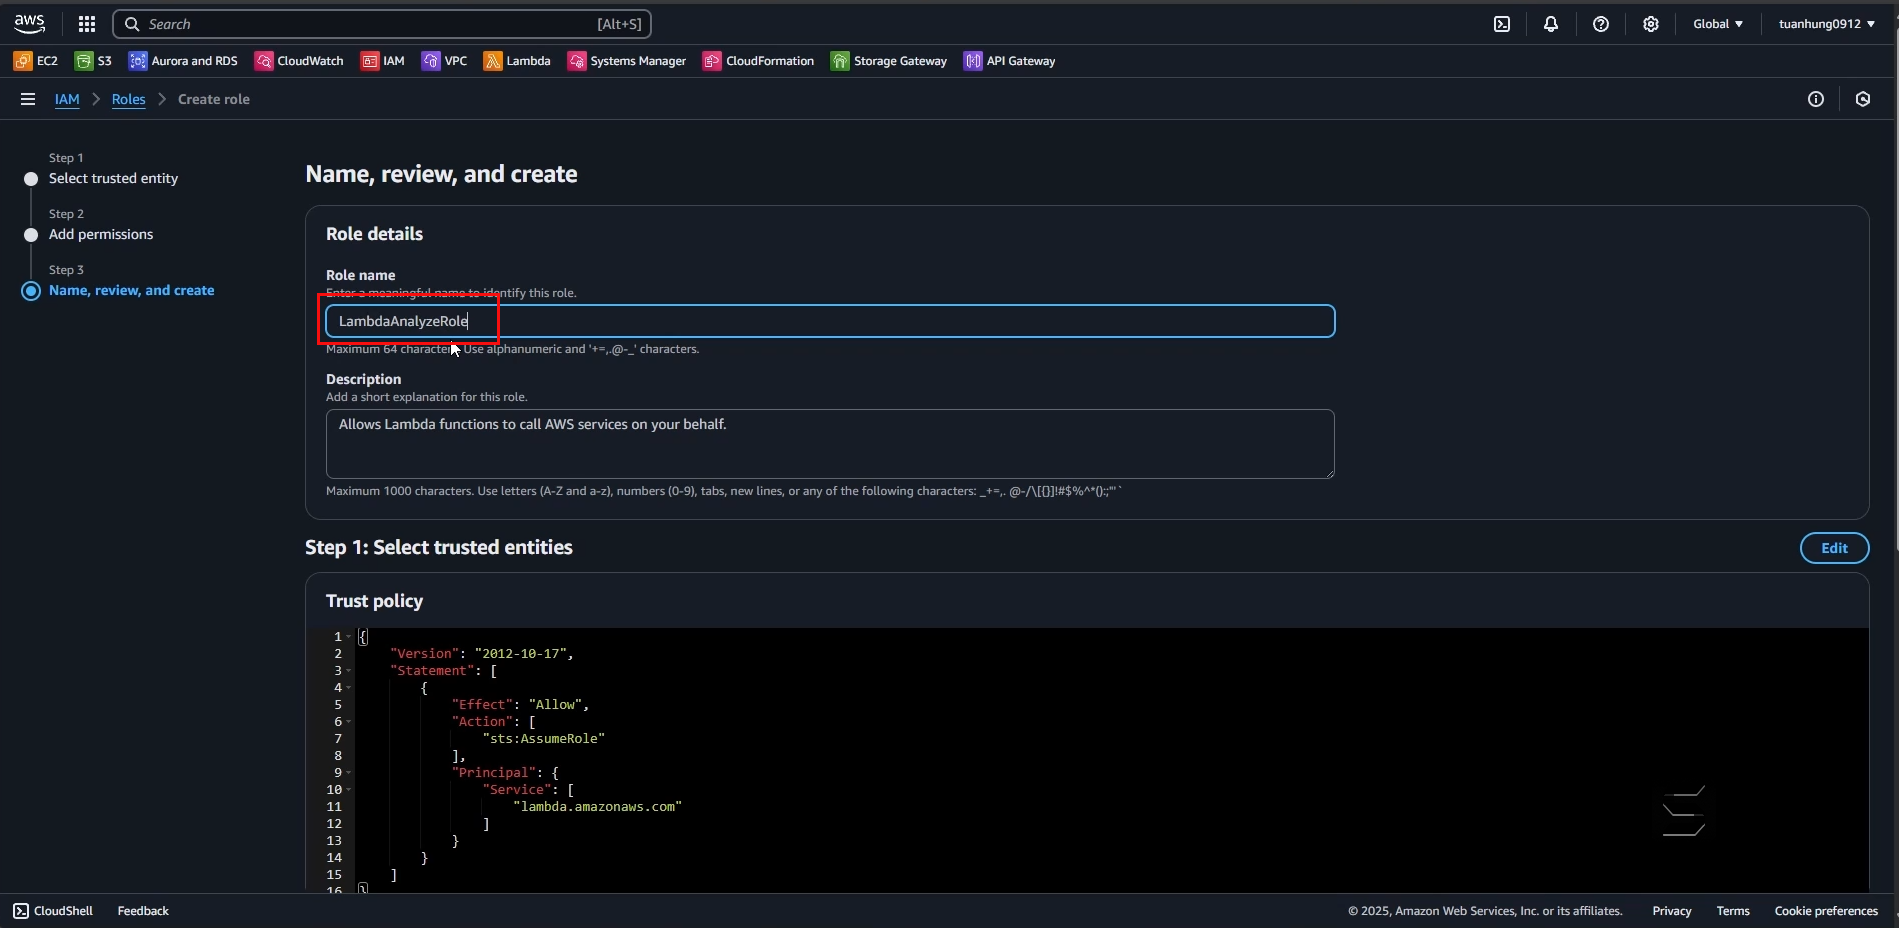 aws Search [Alt+S] Global tuanhung0912
EC2 S3 Aurora and RDS CloudWatch IAM VPC Lambda Systems Manager CloudFormation Storage Gateway API Gateway
IAM Roles Create role
Step 1
Select trusted entity
Step 2
Add permissions
Step 3
Name, review, and create
Name, review, and create
Role details
Role name
Enter a meaningful name to identify this role.
LambdaAnalyzeRole
Maximum 64 characters. Use alphanumeric and '+=,.@-_' characters.
Description
Add a short explanation for this role.
Allows Lambda functions to call AWS services on your behalf.
Maximum 1000 characters. Use letters (A-Z and a-z), numbers (0-9), tabs, new lines, or any of the following characters: _+=,. @-/\[{}]!#$%^*();:"'`
Step 1: Select trusted entities Edit
Trust policy
1 {
2 "Version": "2012-10-17",
3 "Statement": [
4 {
5 "Effect": "Allow",
6 "Action": [
7 "sts:AssumeRole"
8 ],
9 "Principal": {
10 "Service": [
11 "lambda.amazonaws.com"
12 ]
13 }
14 }
15 ]
16 }
CloudShell Feedback © 2025, Amazon Web Services, Inc. or its affiliates. Privacy Terms Cookie preferences